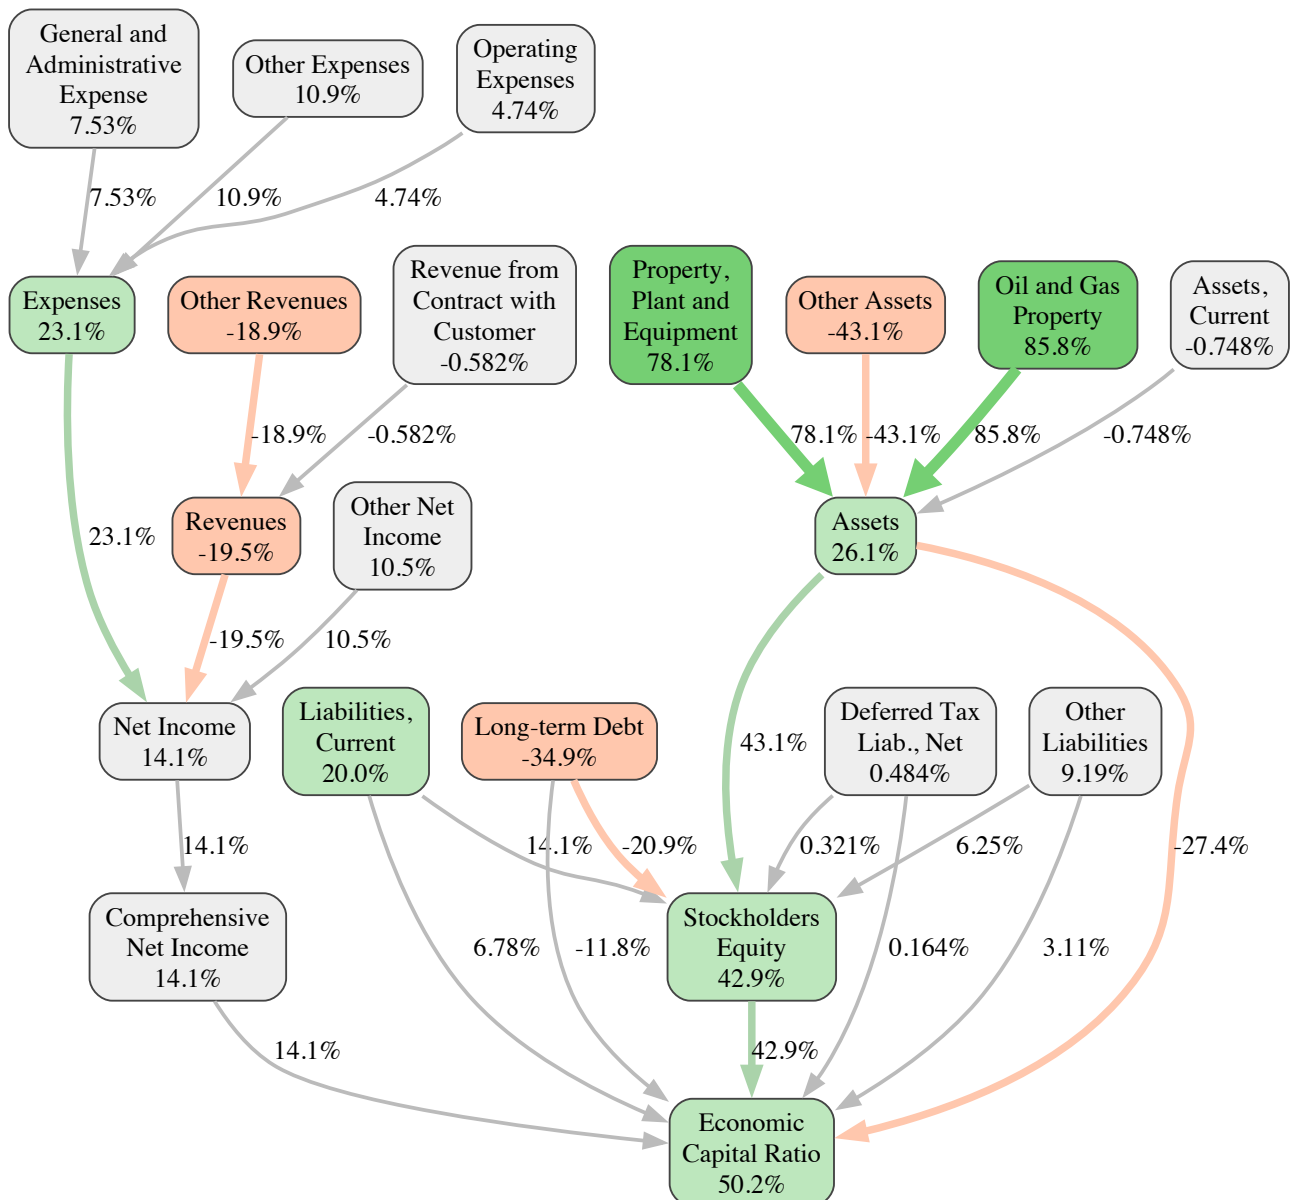 General and
Administrative
Expense
7.53%
Other Expenses
10.9%
Operating
Expenses
4.74%
7.53%
10.9%
4.74%
Expenses
23.1%
Other Revenues
-18.9%
Revenue from
Contract with
Customer
-0.582%
Property,
Plant and
Equipment
78.1%
Other Assets
-43.1%
Oil and Gas
Property
85.8%
Assets,
Current
-0.748%
-18.9%
-0.582%
78.1%
-43.1%
85.8%
-0.748%
23.1%
Revenues
-19.5%
Other Net
Income
10.5%
Assets
26.1%
-19.5%
10.5%
Net Income
14.1%
Liabilities,
Current
20.0%
Long-term Debt
-34.9%
43.1%
Deferred Tax
Liab., Net
0.484%
Other
Liabilities
9.19%
14.1%
14.1%
-20.9%
0.321%
6.25%
-27.4%
Comprehensive
Net Income
14.1%
6.78%
-11.8%
Stockholders
Equity
42.9%
0.164%
3.11%
14.1%
42.9%
Economic
Capital Ratio
50.2%